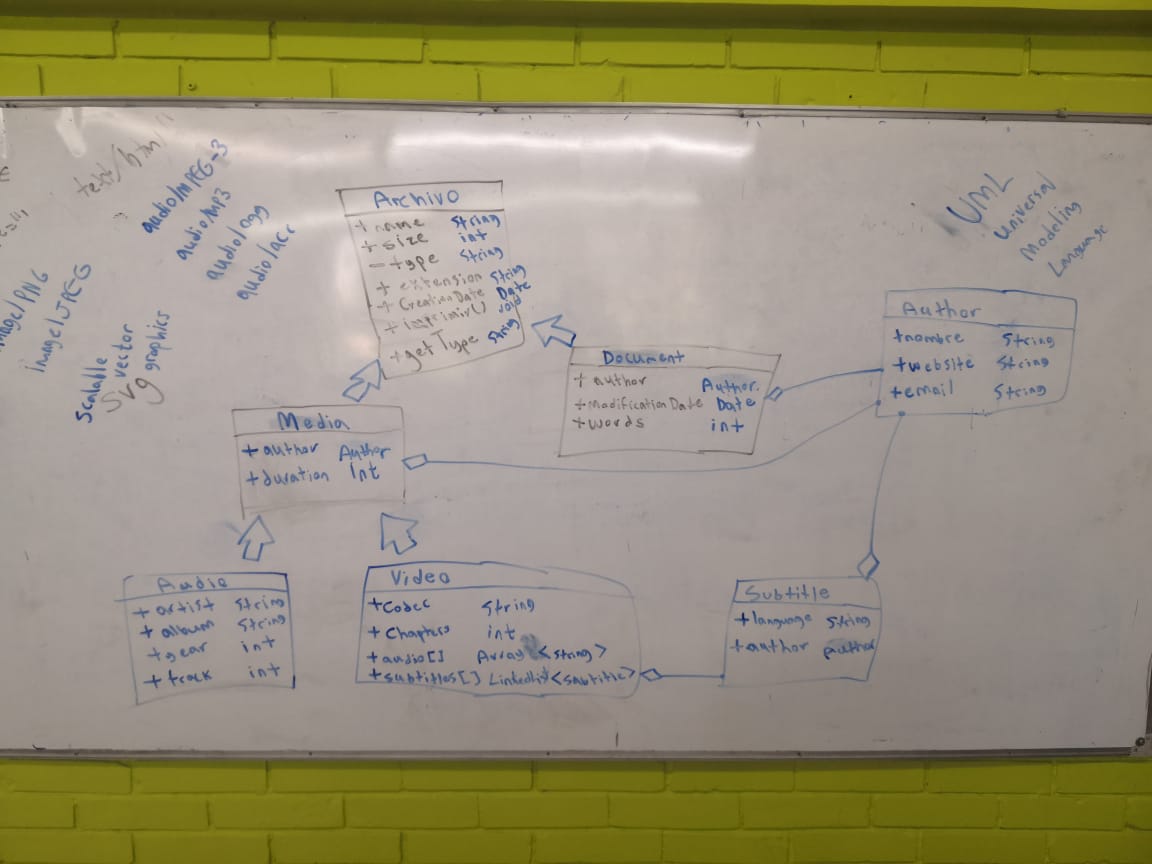 text/htm
audio/MPEG-3
audio/MP3
audio/ogg
audio/acc
image/PNG
image/JPEG
Scalable
vector
graphics
svg
UML
Universal
Modeling
Language
Archivo
+ name String
+ size int
- type String
+ extension String
+ CreationDate Date
+ imprimir() void
+ getType String
Document
+ author Author
+ ModificationDate Date
+ words int
Author
+ nombre String
+ website String
+ email String
Media
+ author Author
+ duration Int
Audio
+ artist String
+ album String
+ year int
+ track int
Video
+ Codec String
+ Chapters int
+ audio[] Array <String>
+ subtitles[] LinkedList <Subtitle>
Subtitle
+ language String
+ author Author